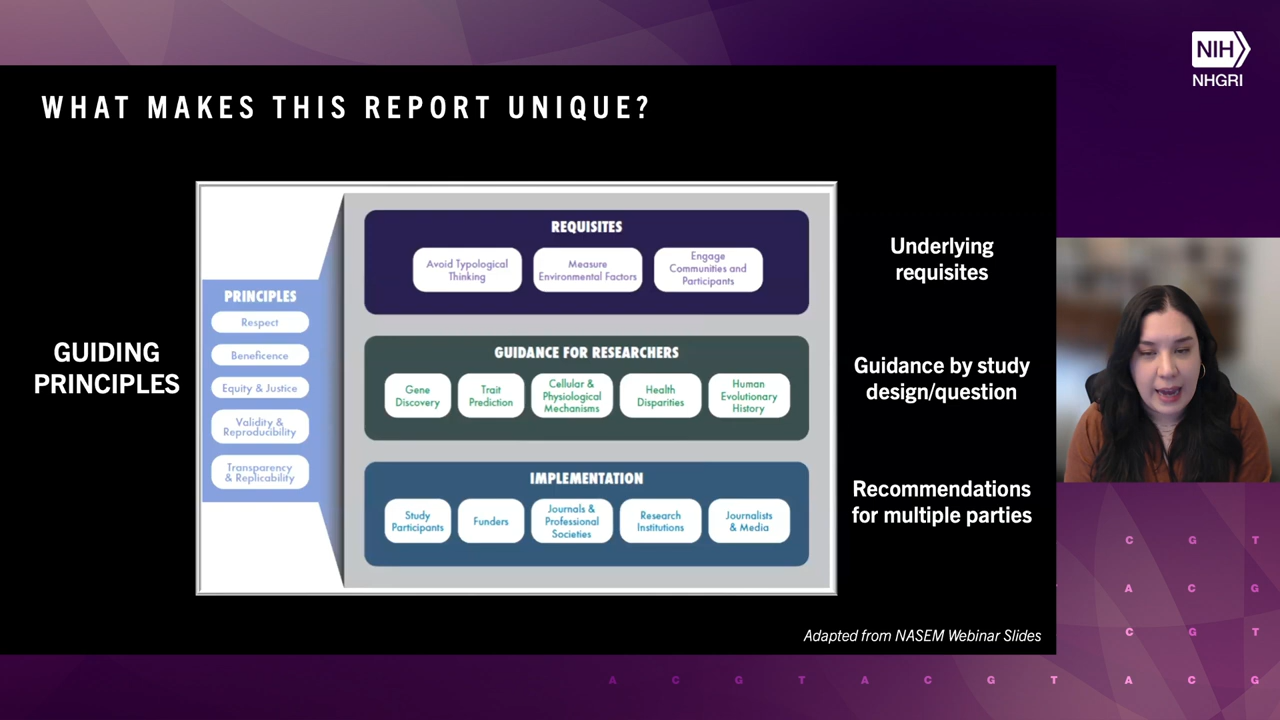 NIH
NHGRI
WHAT MAKES THIS REPORT UNIQUE?
GUIDING
PRINCIPLES
PRINCIPLES
Respect
Beneficence
Equity & Justice
Validity &
Reproducibility
Transparency
& Replicability
REQUISITES
Avoid Typological
Thinking
Measure
Environmental Factors
Engage
Communities and
Participants
Underlying
requisites
GUIDANCE FOR RESEARCHERS
Gene
Discovery
Trait
Prediction
Cellular &
Physiological
Mechanisms
Health
Disparities
Human
Evolutionary
History
Guidance by study
design/question
IMPLEMENTATION
Study
Participants
Funders
Journals &
Professional
Societies
Research
Institutions
Journalists
& Media
Recommendations
for multiple parties
Adapted from NASEM Webinar Slides
C G T
A C G
C G T
A C G T A C G T A C G